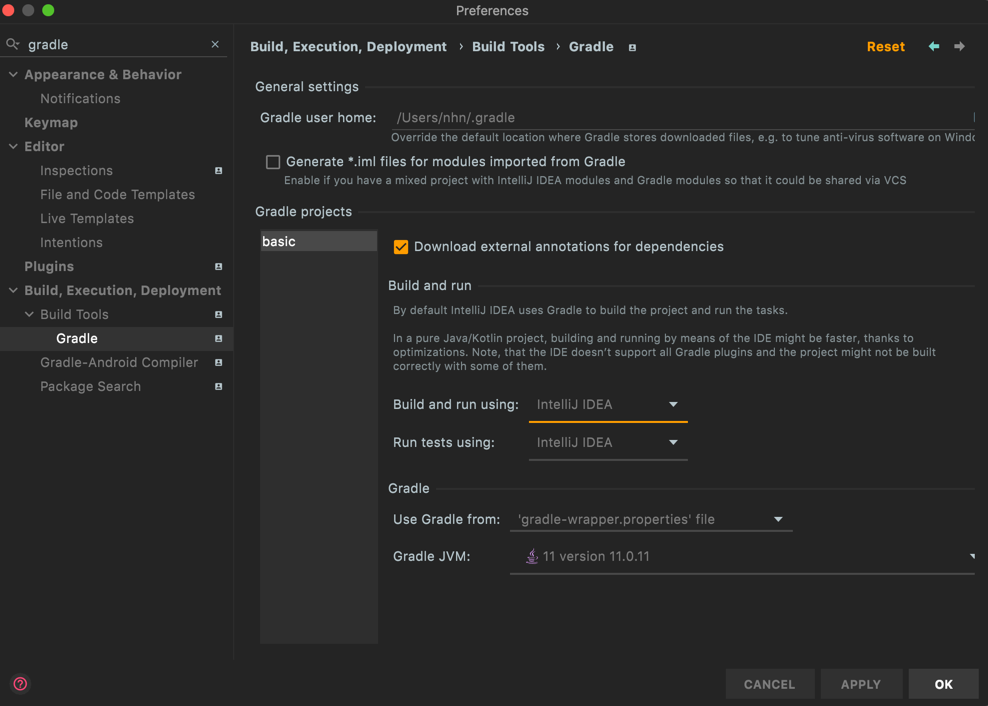 Preferences
gradle
Build, Execution, Deployment › Build Tools › Gradle
Reset
Appearance & Behavior
Notifications
Keymap
Editor
Inspections
File and Code Templates
Live Templates
Intentions
Plugins
Build, Execution, Deployment
Build Tools
Gradle
Gradle-Android Compiler
Package Search
General settings
Gradle user home: /Users/nhn/.gradle
Override the default location where Gradle stores downloaded files, e.g. to tune anti-virus software on
Generate *.iml files for modules imported from Gradle
Enable if you have a mixed project with IntelliJ IDEA modules and Gradle modules so that it could be shared via VCS
Gradle projects
basic
Download external annotations for dependencies
Build and run
By default IntelliJ IDEA uses Gradle to build the project and run the tasks.
In a pure Java/Kotlin project, building and running by means of the IDE might be faster, thanks to
optimizations. Note, that the IDE doesn't support all Gradle plugins and the project might not be built
correctly with some of them.
Build and run using: IntelliJ IDEA
Run tests using: IntelliJ IDEA
Gradle
Use Gradle from: 'gradle-wrapper.properties' file
Gradle JVM: 11 version 11.0.11
CANCEL
APPLY
OK